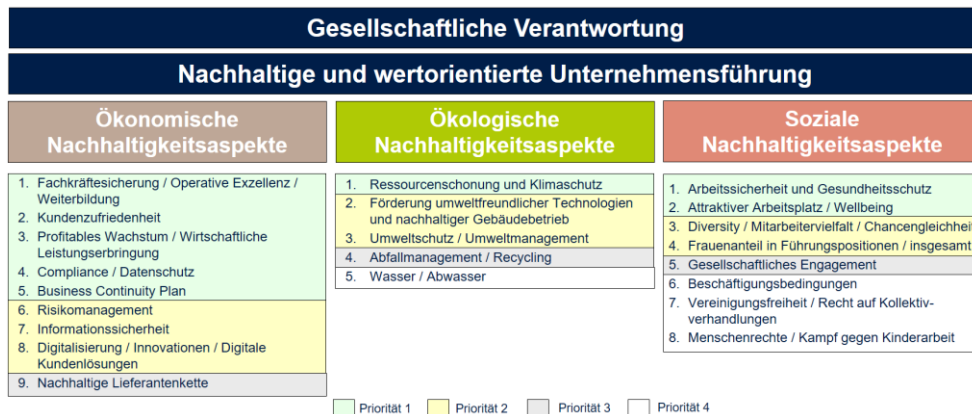 Gesellschaftliche Verantwortung
Nachhaltige und wertorientierte Unternehmensführung
Ökonomische
Nachhaltigkeitsaspekte
1. Fachkräftesicherung / Operative Exzellenz /
Weiterbildung
2. Kundenzufriedenheit
3. Profitables Wachstum / Wirtschaftliche
Leistungserbringung
4. Compliance / Datenschutz
5. Business Continuity Plan
6. Risikomanagement
7. Informationssicherheit
8. Digitalisierung / Innovationen / Digitale
Kundenlösungen
9. Nachhaltige Lieferantenkette
Ökologische
Nachhaltigkeitsaspekte
1. Ressourcenschonung und Klimaschutz
2. Förderung umweltfreundlicher Technologien
und nachhaltiger Gebäudebetrieb
3. Umweltschutz / Umweltmanagement
4. Abfallmanagement / Recycling
5. Wasser / Abwasser
Soziale
Nachhaltigkeitsaspekte
1. Arbeitssicherheit und Gesundheitsschutz
2. Attraktiver Arbeitsplatz / Wellbeing
3. Diversity / Mitarbeitervielfalt / Chancengleichheit
4. Frauenanteil in Führungspositionen / insgesamt
5. Gesellschaftliches Engagement
6. Beschäftigungsbedingungen
7. Vereinigungsfreiheit / Recht auf Kollektiv-
verhandlungen
8. Menschenrechte / Kampf gegen Kinderarbeit
Priorität 1 Priorität 2 Priorität 3 Priorität 4